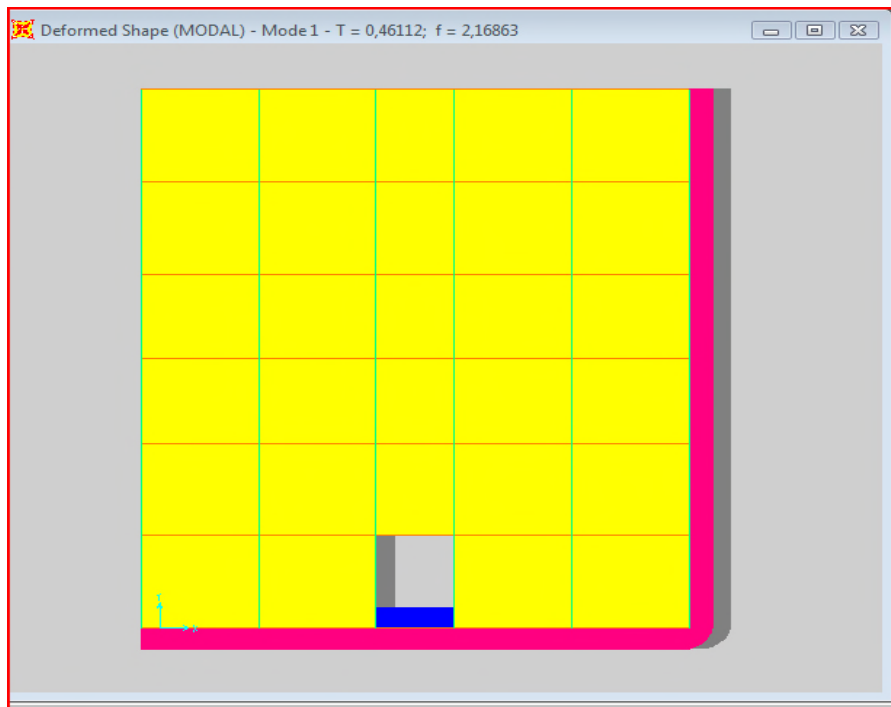 Deformed Shape (MODAL) - Mode 1 - T = 0,46112; f = 2,16863
Y
X